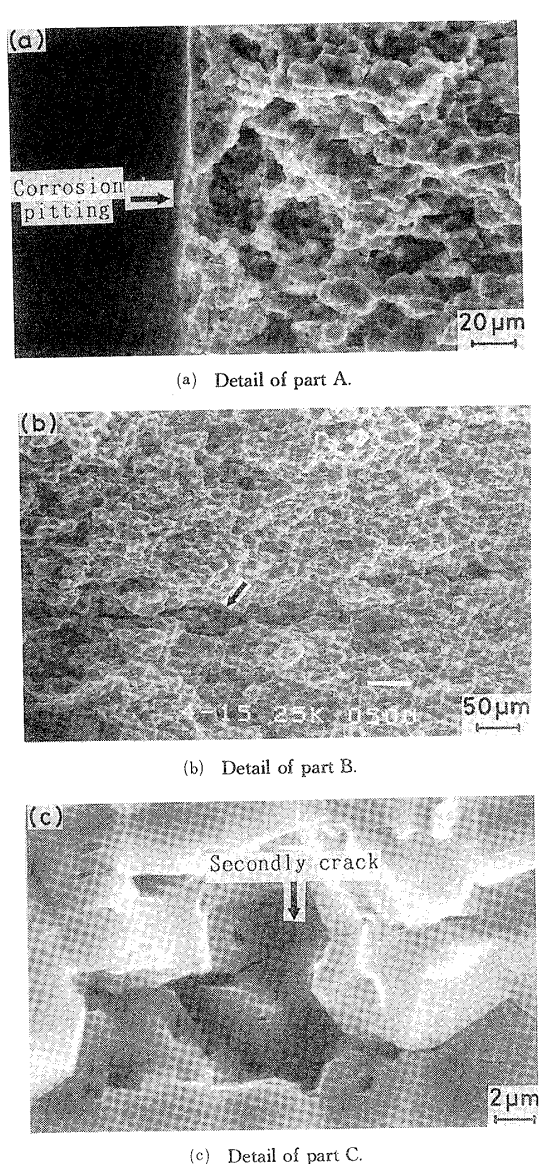 (a)
Corrosion
pitting
20 μm
(a) Detail of part A.
(b)
50 μm
(b) Detail of part B.
(c)
Secondly crack
2 μm
(c) Detail of part C.